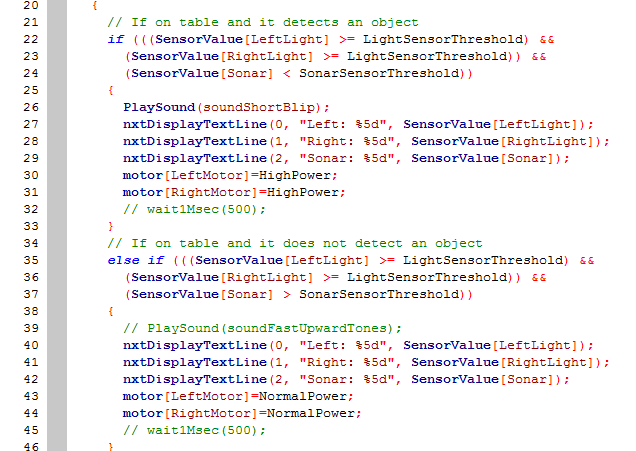 20 {
21 // If on table and it detects an object
22 if (((SensorValue[LeftLight] >= LightSensorThreshold) &&
23 (SensorValue[RightLight] >= LightSensorThreshold)) &&
24 (SensorValue[Sonar] < SonarSensorThreshold))
25 {
26 PlaySound(soundShortBlip);
27 nxtDisplayTextLine(0, "Left: %5d", SensorValue[LeftLight]);
28 nxtDisplayTextLine(1, "Right: %5d", SensorValue[RightLight]);
29 nxtDisplayTextLine(2, "Sonar: %5d", SensorValue[Sonar]);
30 motor[LeftMotor]=HighPower;
31 motor[RightMotor]=HighPower;
32 // wait1Msec(500);
33 }
34 // If on table and it does not detect an object
35 else if (((SensorValue[LeftLight] >= LightSensorThreshold) &&
36 (SensorValue[RightLight] >= LightSensorThreshold)) &&
37 (SensorValue[Sonar] > SonarSensorThreshold))
38 {
39 // PlaySound(soundFastUpwardTones);
40 nxtDisplayTextLine(0, "Left: %5d", SensorValue[LeftLight]);
41 nxtDisplayTextLine(1, "Right: %5d", SensorValue[RightLight]);
42 nxtDisplayTextLine(2, "Sonar: %5d", SensorValue[Sonar]);
43 motor[LeftMotor]=NormalPower;
44 motor[RightMotor]=NormalPower;
45 // wait1Msec(500);
46 }